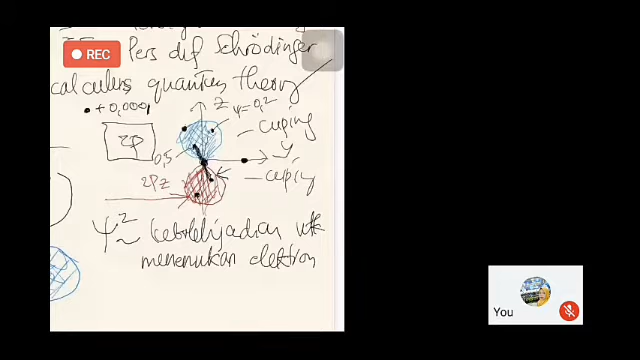 REC
Pers dif Schrödinger
calculus quantum theory
+0,0001
Z
ψ=0,2
cuping
2p
0,5
y
2Pz
cuping
ψ² ~ kebolehjadian utk
menemukan elektron
You